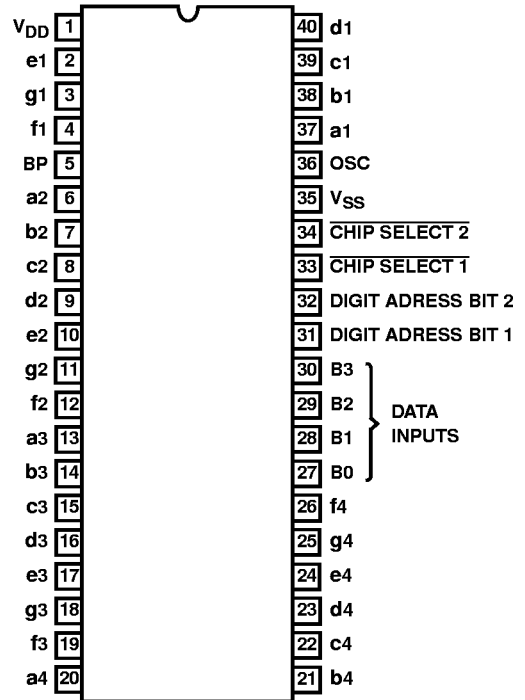 VDD 1 40 d1
e1 2 39 c1
g1 3 38 b1
f1 4 37 a1
BP 5 36 OSC
a2 6 35 VSS
b2 7 34 CHIP SELECT 2
c2 8 33 CHIP SELECT 1
d2 9 32 DIGIT ADRESS BIT 2
e2 10 31 DIGIT ADRESS BIT 1
g2 11 30 B3
f2 12 29 B2 DATA
a3 13 28 B1 INPUTS
b3 14 27 B0
c3 15 26 f4
d3 16 25 g4
e3 17 24 e4
g3 18 23 d4
f3 19 22 c4
a4 20 21 b4